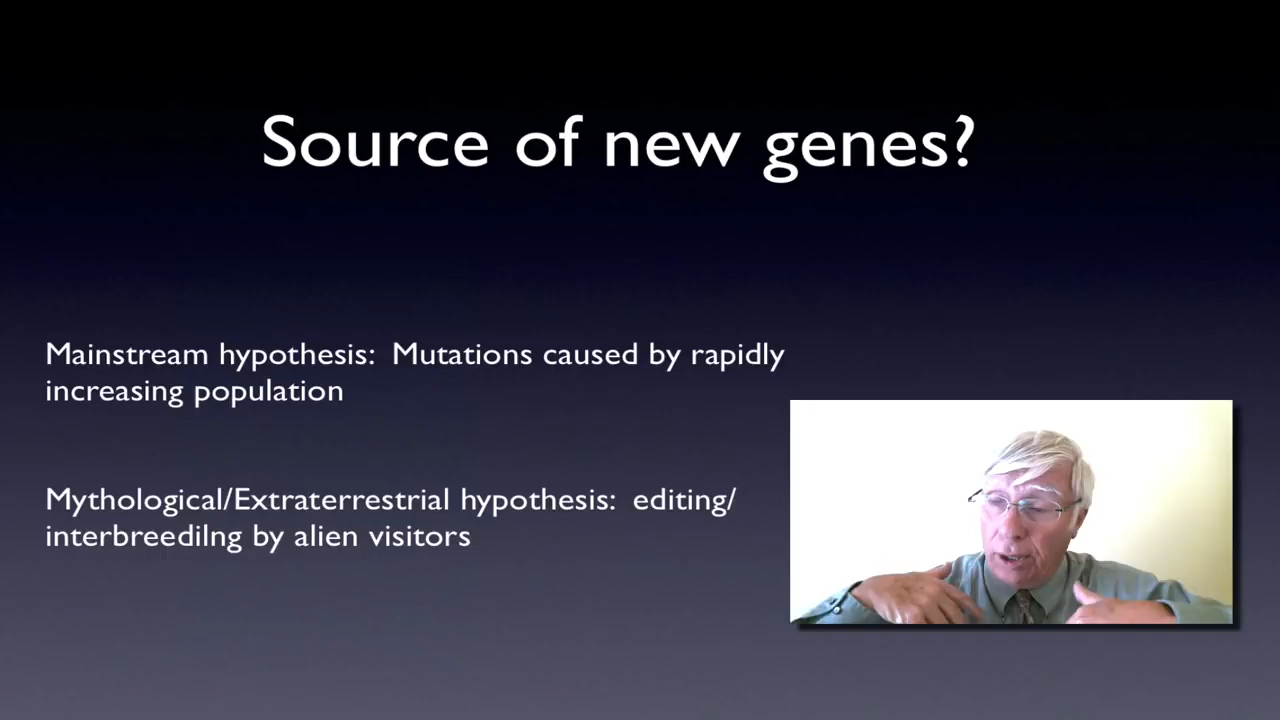 Source of new genes?
Mainstream hypothesis: Mutations caused by rapidly
increasing population
Mythological/Extraterrestrial hypothesis: editing/
interbreedilng by alien visitors